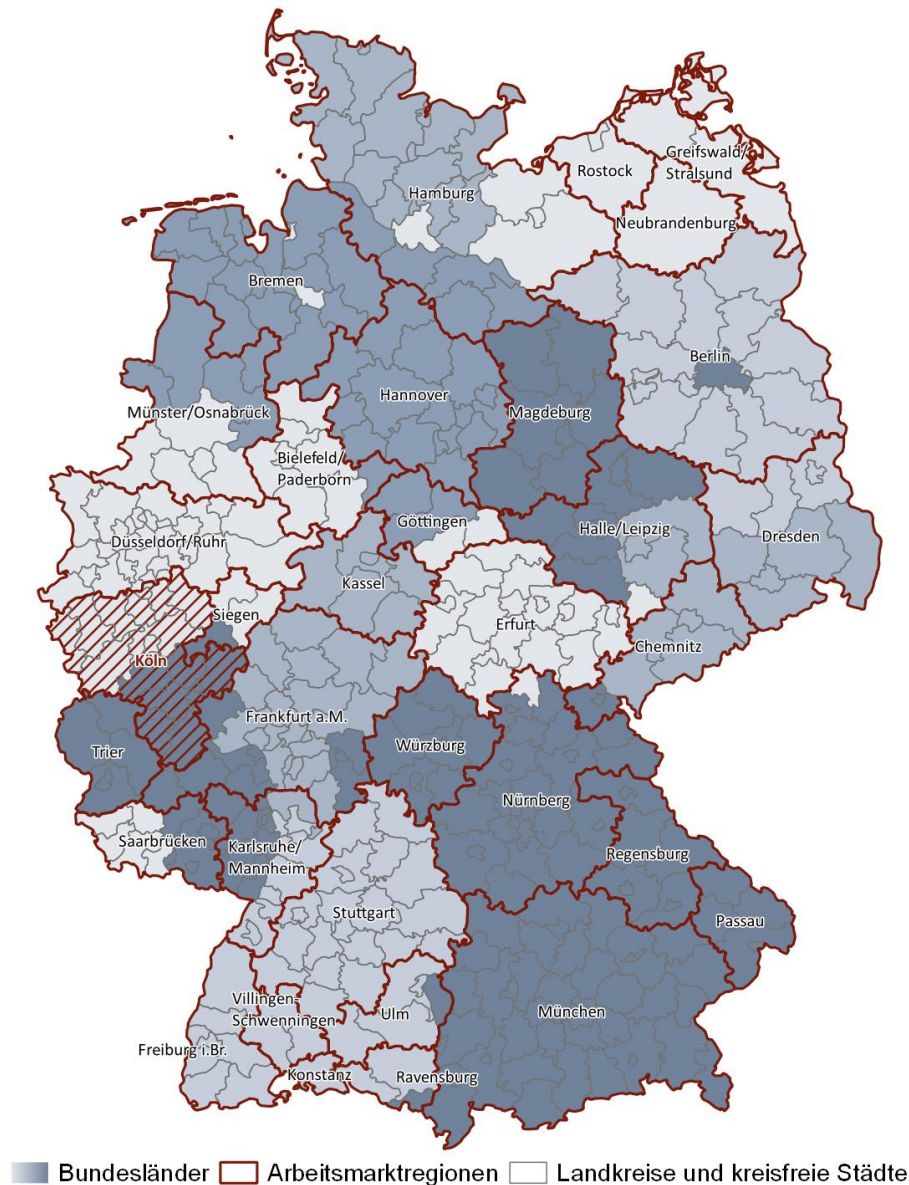 Hamburg
Rostock
Greifswald/
Stralsund
Neubrandenburg
Bremen
Berlin
Hannover
Magdeburg
Münster/Osnabrück
Bielefeld/
Paderborn
Göttingen
Halle/Leipzig
Dresden
Düsseldorf/Ruhr
Kassel
Siegen
Erfurt
Chemnitz
Köln
Frankfurt a.M.
Trier
Würzburg
Nürnberg
Saarbrücken
Karlsruhe/
Mannheim
Regensburg
Stuttgart
Passau
Villingen-
Schwenningen
Ulm
München
Freiburg i.Br.
Konstanz
Ravensburg
Bundesländer
Arbeitsmarktregionen
Landkreise und kreisfreie Städte